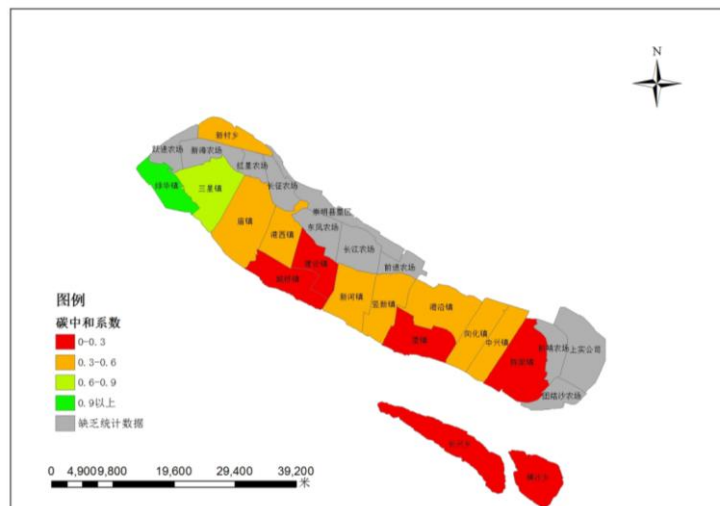 N
新村乡
跃进农场
新海农场
红星农场
绿华镇
三星镇
长征农场
崇明县景区
庙镇
港西镇
东风农场
长江农场
前进农场
建设镇
城桥镇
新河镇
竖新镇
港沿镇
堡镇
向化镇
中兴镇
陈家镇
前哨农场
上实公司
团结沙农场
新村乡
横沙乡
图例
碳中和系数
0-0.3
0.3-0.6
0.6-0.9
0.9以上
缺乏统计数据
0 4,900 9,800 19,600 29,400 39,200
米